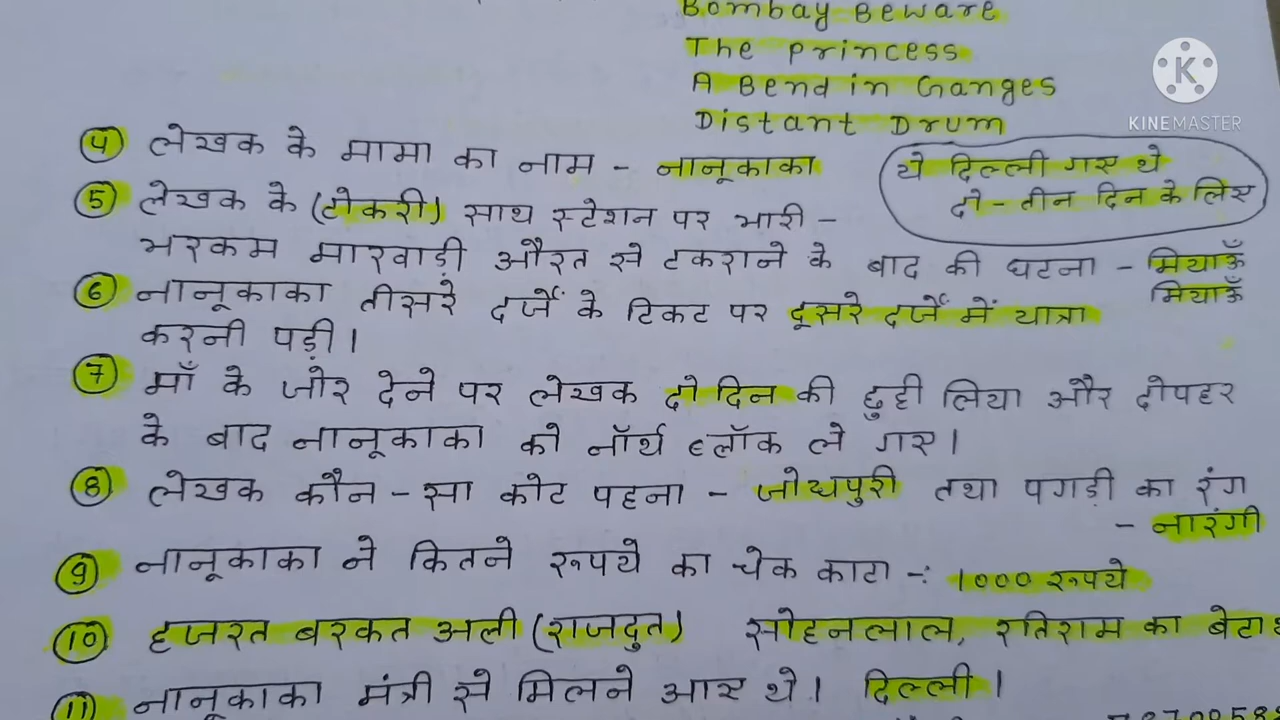 Bombay Beware
The princess
A Bend in Ganges
Distant Drum
K
KINEMASTER
④ लेखक के मामा का नाम - नानूकाका
ये दिल्ली गए थे
दो - तीन दिन के लिए
⑤ लेखक के (टोकरी) साथ स्टेशन पर भारी -
भरकम मारवाड़ी औरत से टकराने के बाद की घटना - मियाऊँ
मियाऊँ
⑥ नानूकाका तीसरे दर्जे के टिकट पर दूसरे दर्जे में यात्रा
करनी पड़ी।
⑦ माँ के जोर देने पर लेखक दो दिन की छुट्टी लिया और दोपहर
के बाद नानूकाका को नॉर्थ ब्लॉक ले गए।
⑧ लेखक कौन - सा कोट पहना - जोधपुरी तथा पगड़ी का रंग
- नारंगी
⑨ नानूकाका ने कितने रूपये का चेक काटा -: 1000 रूपये
⑩ हजरत बरकत अली (राजदुत) सोहनलाल, रतिराम का बेटा
⑪ नानूकाका मंत्री से मिलने आए थे। दिल्ली।